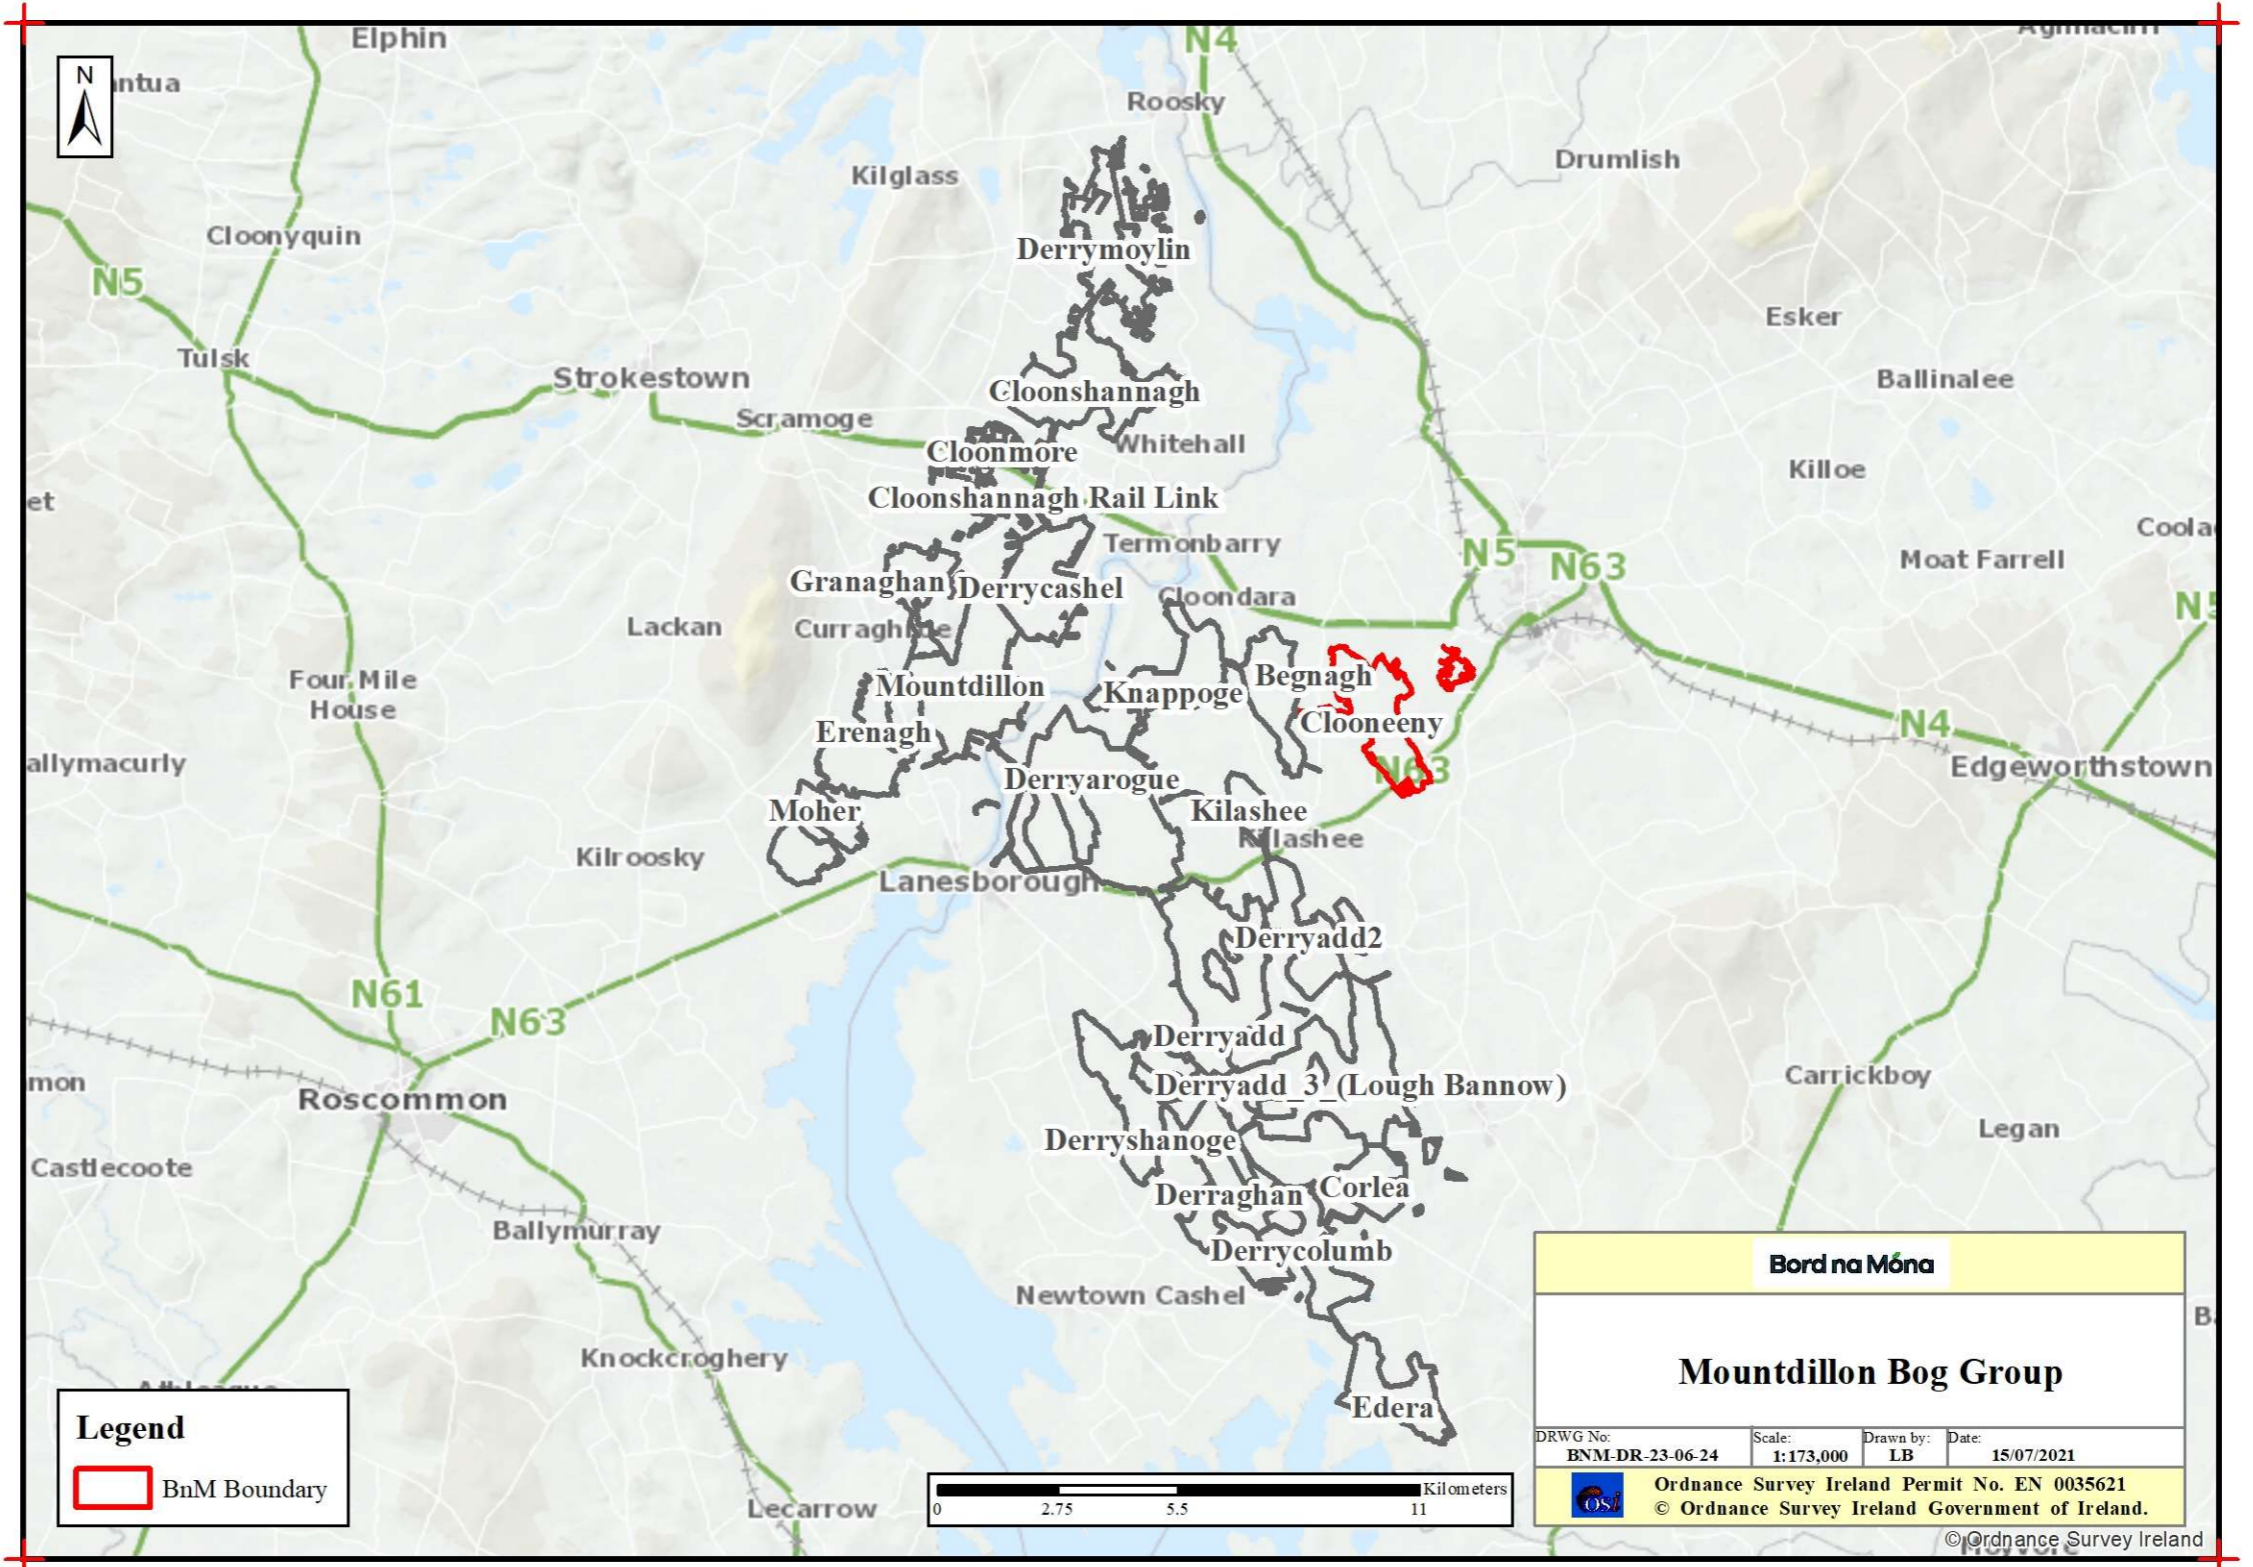 Elphin
N4
N
Roosky
Kilglass
Drumlish
Cloonyquin
Derrymoylin
N5
Esker
Tulsk
Strokestown
Ballinalee
Cloonshannagh
Scramoge
Cloonmore
Whitehall
Killoe
Cloonshannagh Rail Link
Termonbarry
N5
N63
Moat Farrell
Granaghan
Derrycashel
Cloondara
Lackan
Four Mile
House
Mountdillon
Knappoge
Begnagh
Erenagh
Clooneeny
N4
Edgeworthstown
N63
Derryarogue
Moher
Kilashee
Killashee
Kilroosky
Lanesborough
Derryadd2
N61
N63
Derryadd
Derryadd_3_(Lough Bannow)
Carrickboy
Roscommon
Derryshanoge
Legan
Castlecoote
Derraghan
Corlea
Ballymurray
Derrycolumb
Newtown Cashel
Knockcroghery
Edera
Lecarrow
Legend
BnM Boundary
Kilometers
0 2.75 5.5 11
Bord na Móna
Mountdillon Bog Group
DRWG No: Scale: Drawn by: Date:
BNM-DR-23-06-24 1:173,000 LB 15/07/2021
osi
Ordnance Survey Ireland Permit No. EN 0035621
© Ordnance Survey Ireland Government of Ireland.
© Ordnance Survey Ireland